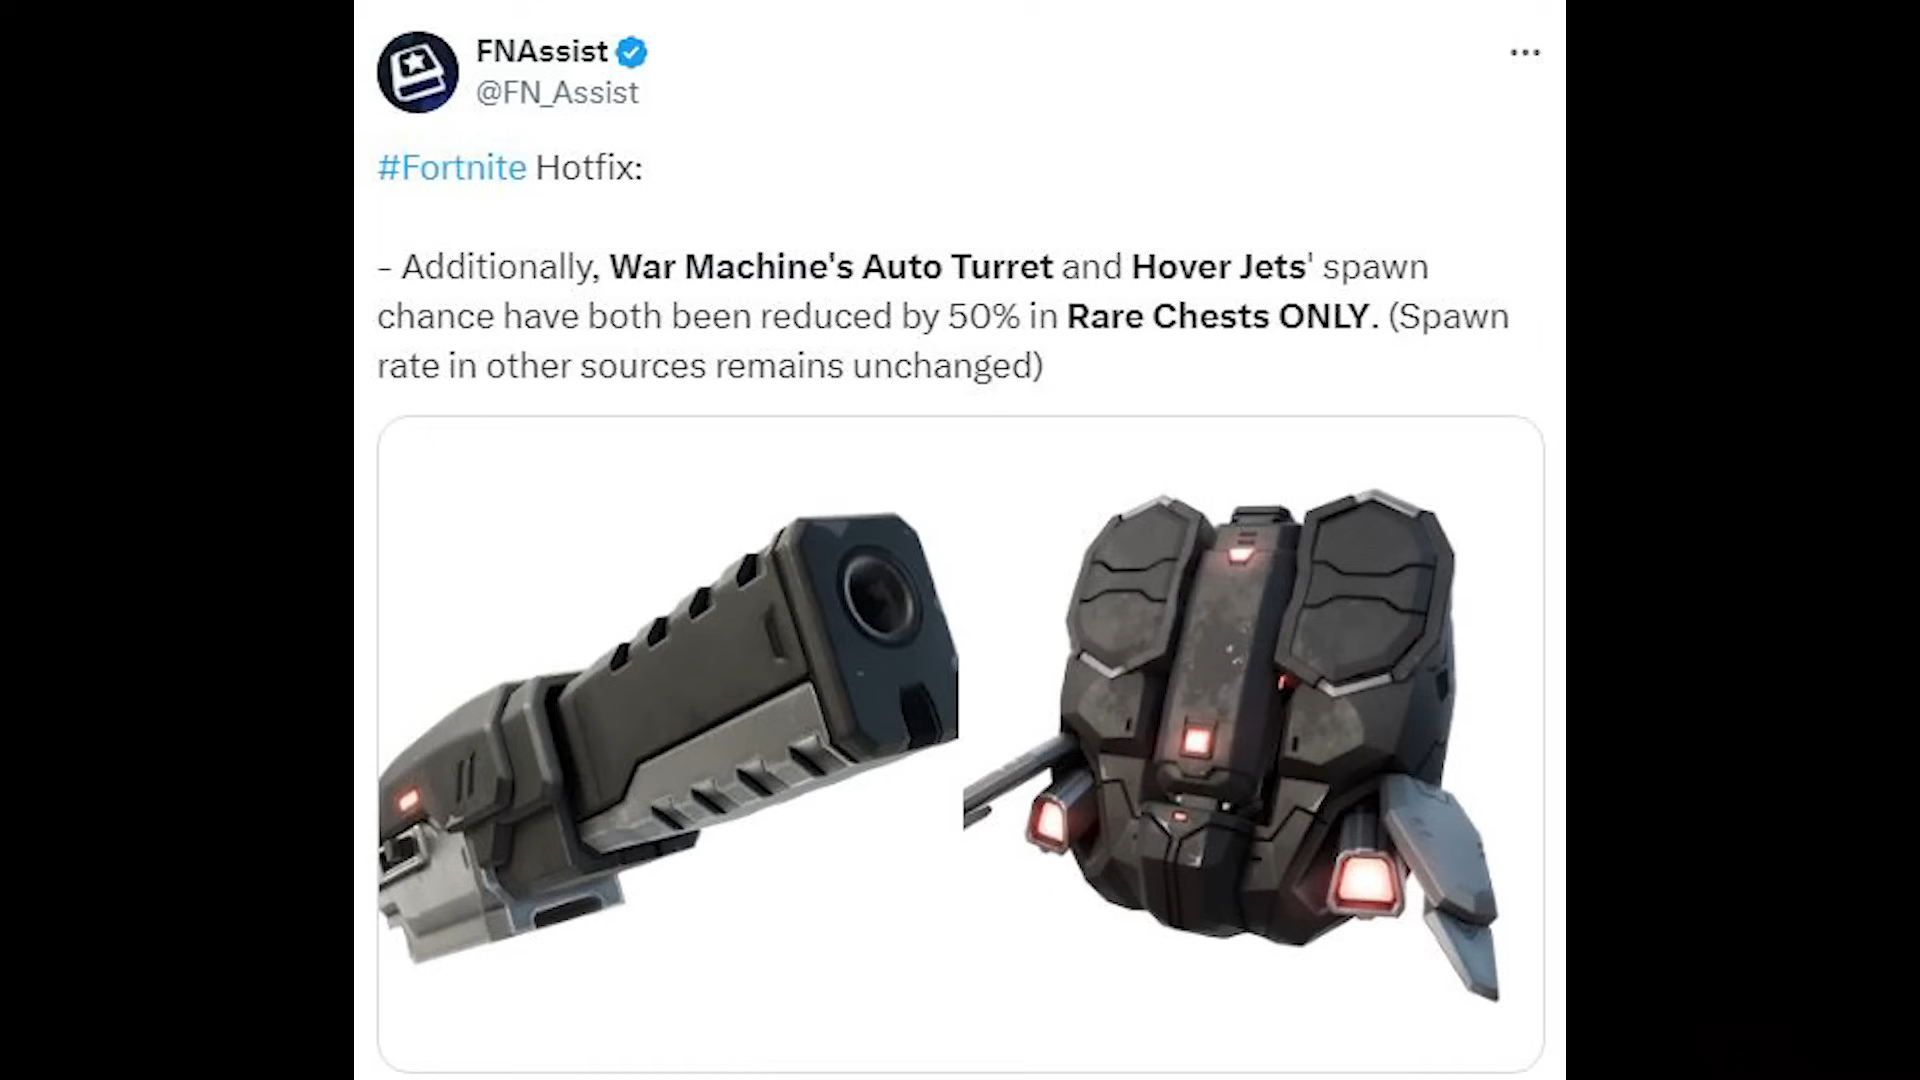 FNAssist
@FN_Assist
#Fortnite Hotfix:
- Additionally, War Machine's Auto Turret and Hover Jets' spawn
chance have both been reduced by 50% in Rare Chests ONLY. (Spawn
rate in other sources remains unchanged)